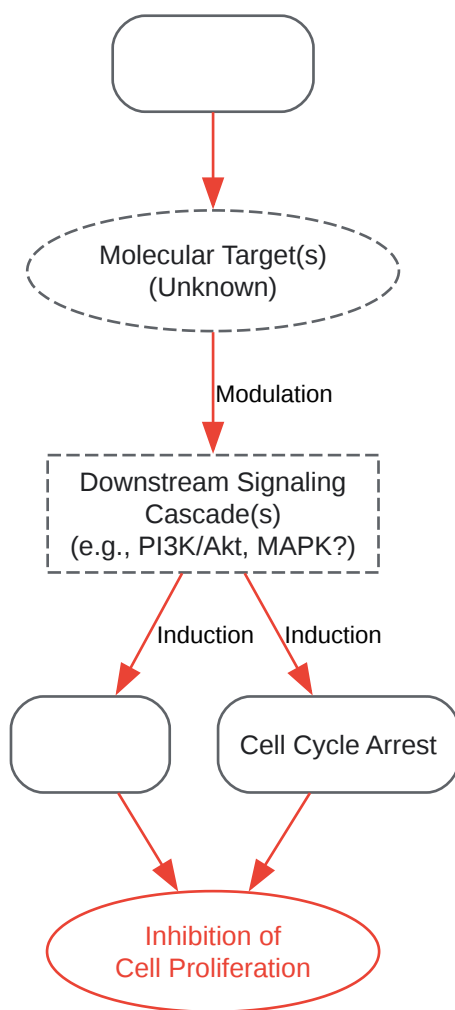 Molecular Target(s)
(Unknown)
Modulation
Downstream Signaling
Cascade(s)
(e.g., PI3K/Akt, MAPK?)
Induction
Induction
Cell Cycle Arrest
Inhibition of
Cell Proliferation